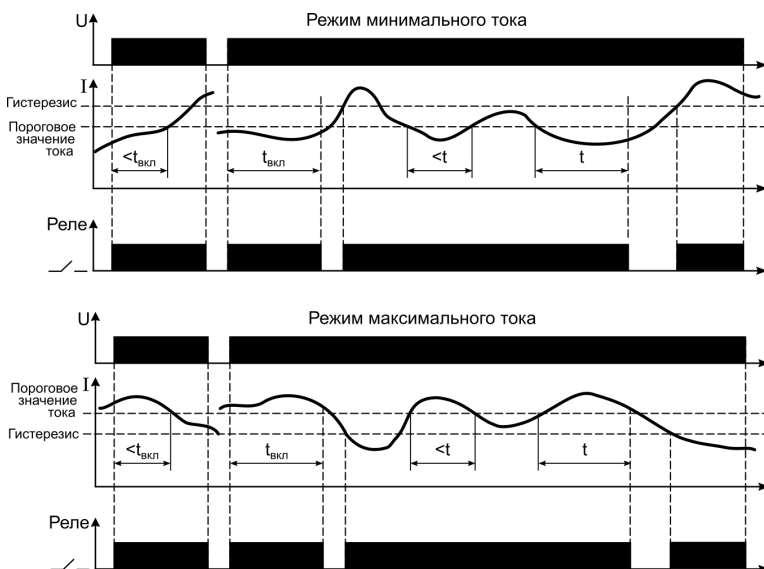 Режим минимального тока
U
I
Гистерезис
Пороговое
значение
тока
<tвкл
tвкл
<t
t
Реле
Режим максимального тока
U
I
Пороговое
значение
тока
Гистерезис
<tвкл
tвкл
<t
t
Реле